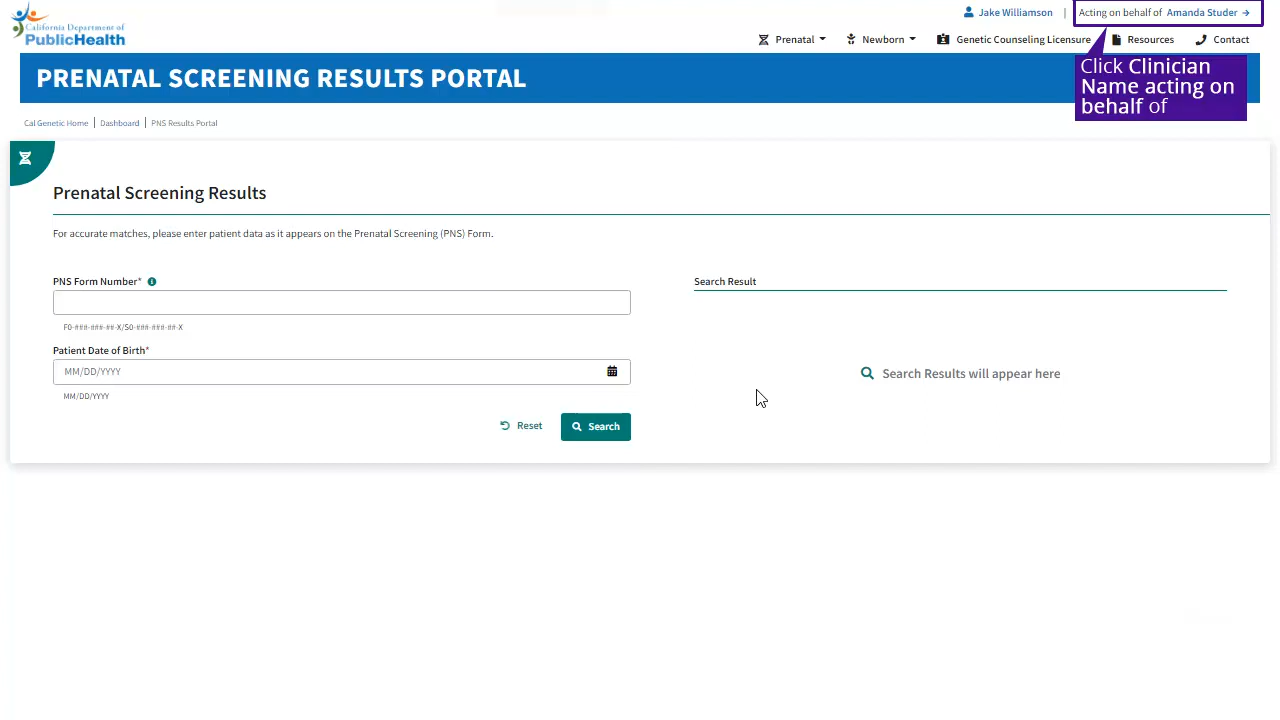 California Department of
PublicHealth
Jake Williamson | Acting on behalf of Amanda Studer →
Prenatal Newborn Genetic Counseling Licensure Resources Contact
PRENATAL SCREENING RESULTS PORTAL
Click Clinician
Name acting on
behalf of
Cal Genetic Home | Dashboard | PNS Results Portal
Prenatal Screening Results
For accurate matches, please enter patient data as it appears on the Prenatal Screening (PNS) Form.
PNS Form Number*
F0-###-###-##-X/S0-###-###-##-X
Patient Date of Birth*
MM/DD/YYYY
MM/DD/YYYY
Reset Search
Search Result
Search Results will appear here